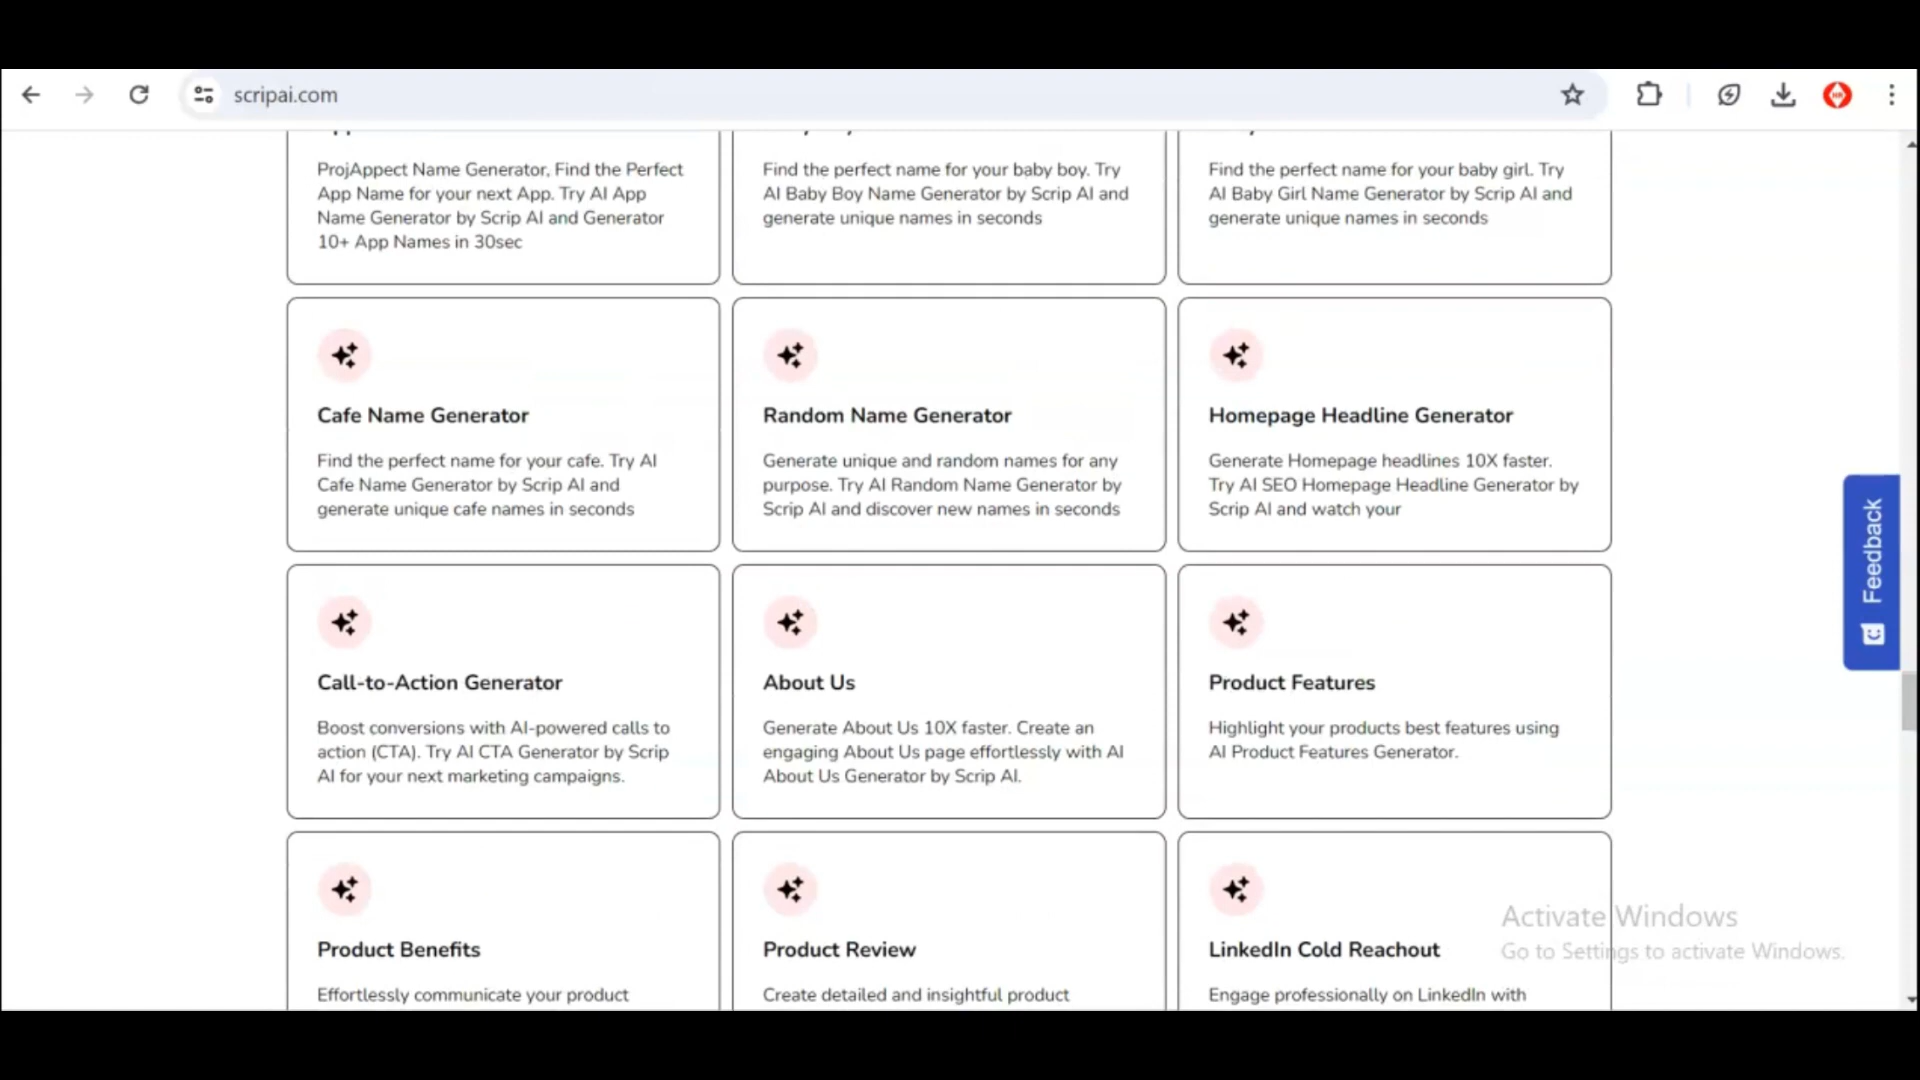 scripai.com
ProjAppect Name Generator, Find the Perfect
App Name for your next App. Try AI App
Name Generator by Scrip AI and Generator
10+ App Names in 30sec
Find the perfect name for your baby boy. Try
AI Baby Boy Name Generator by Scrip AI and
generate unique names in seconds
Find the perfect name for your baby girl. Try
AI Baby Girl Name Generator by Scrip AI and
generate unique names in seconds
Cafe Name Generator
Find the perfect name for your cafe. Try AI
Cafe Name Generator by Scrip AI and
generate unique cafe names in seconds
Random Name Generator
Generate unique and random names for any
purpose. Try AI Random Name Generator by
Scrip AI and discover new names in seconds
Homepage Headline Generator
Generate Homepage headlines 10X faster.
Try AI SEO Homepage Headline Generator by
Scrip AI and watch your
Feedback
Call-to-Action Generator
Boost conversions with AI-powered calls to
action (CTA). Try AI CTA Generator by Scrip
AI for your next marketing campaigns.
About Us
Generate About Us 10X faster. Create an
engaging About Us page effortlessly with AI
About Us Generator by Scrip AI.
Product Features
Highlight your products best features using
AI Product Features Generator.
Product Benefits
Effortlessly communicate your product
Product Review
Create detailed and insightful product
LinkedIn Cold Reachout
Engage professionally on LinkedIn with
Activate Windows
Go to Settings to activate Windows.